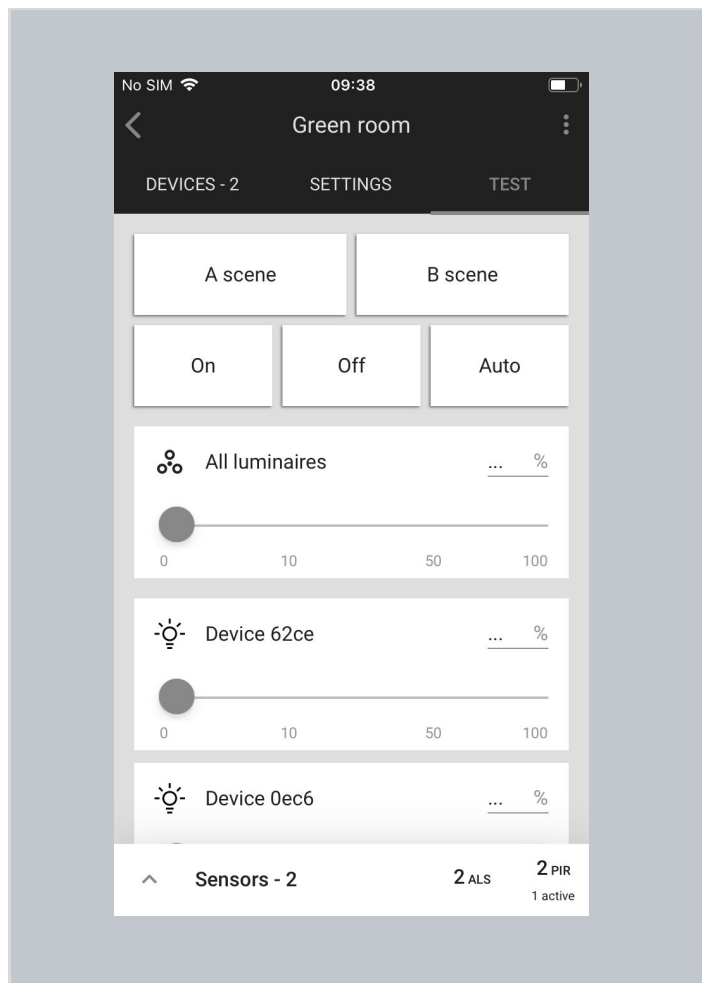 No SIM 09:38
Green room
DEVICES - 2 SETTINGS TEST
A scene B scene
On Off Auto
All luminaires ... %
0 10 50 100
Device 62ce ... %
0 10 50 100
Device 0ec6 ... %
Sensors - 2 2 ALS 2 PIR
1 active